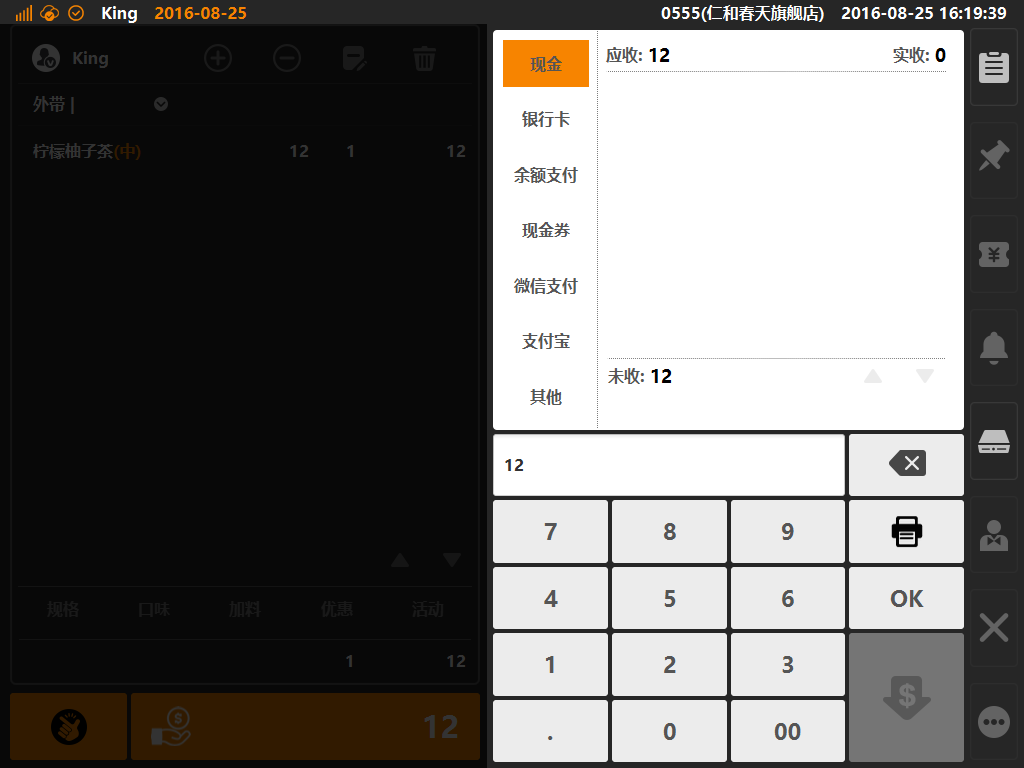 King 2016-08-25 0555(仁和春天旗舰店) 2016-08-25 16:19:39
King
外带 |
柠檬柚子茶(中) 12 1 12
规格 口味 加料 优惠 活动
1 12
12
现金
银行卡
余额支付
现金券
微信支付
支付宝
其他
应收: 12 实收: 0
未收: 12
12
7 8 9
4 5 6 OK
1 2 3
. 0 00